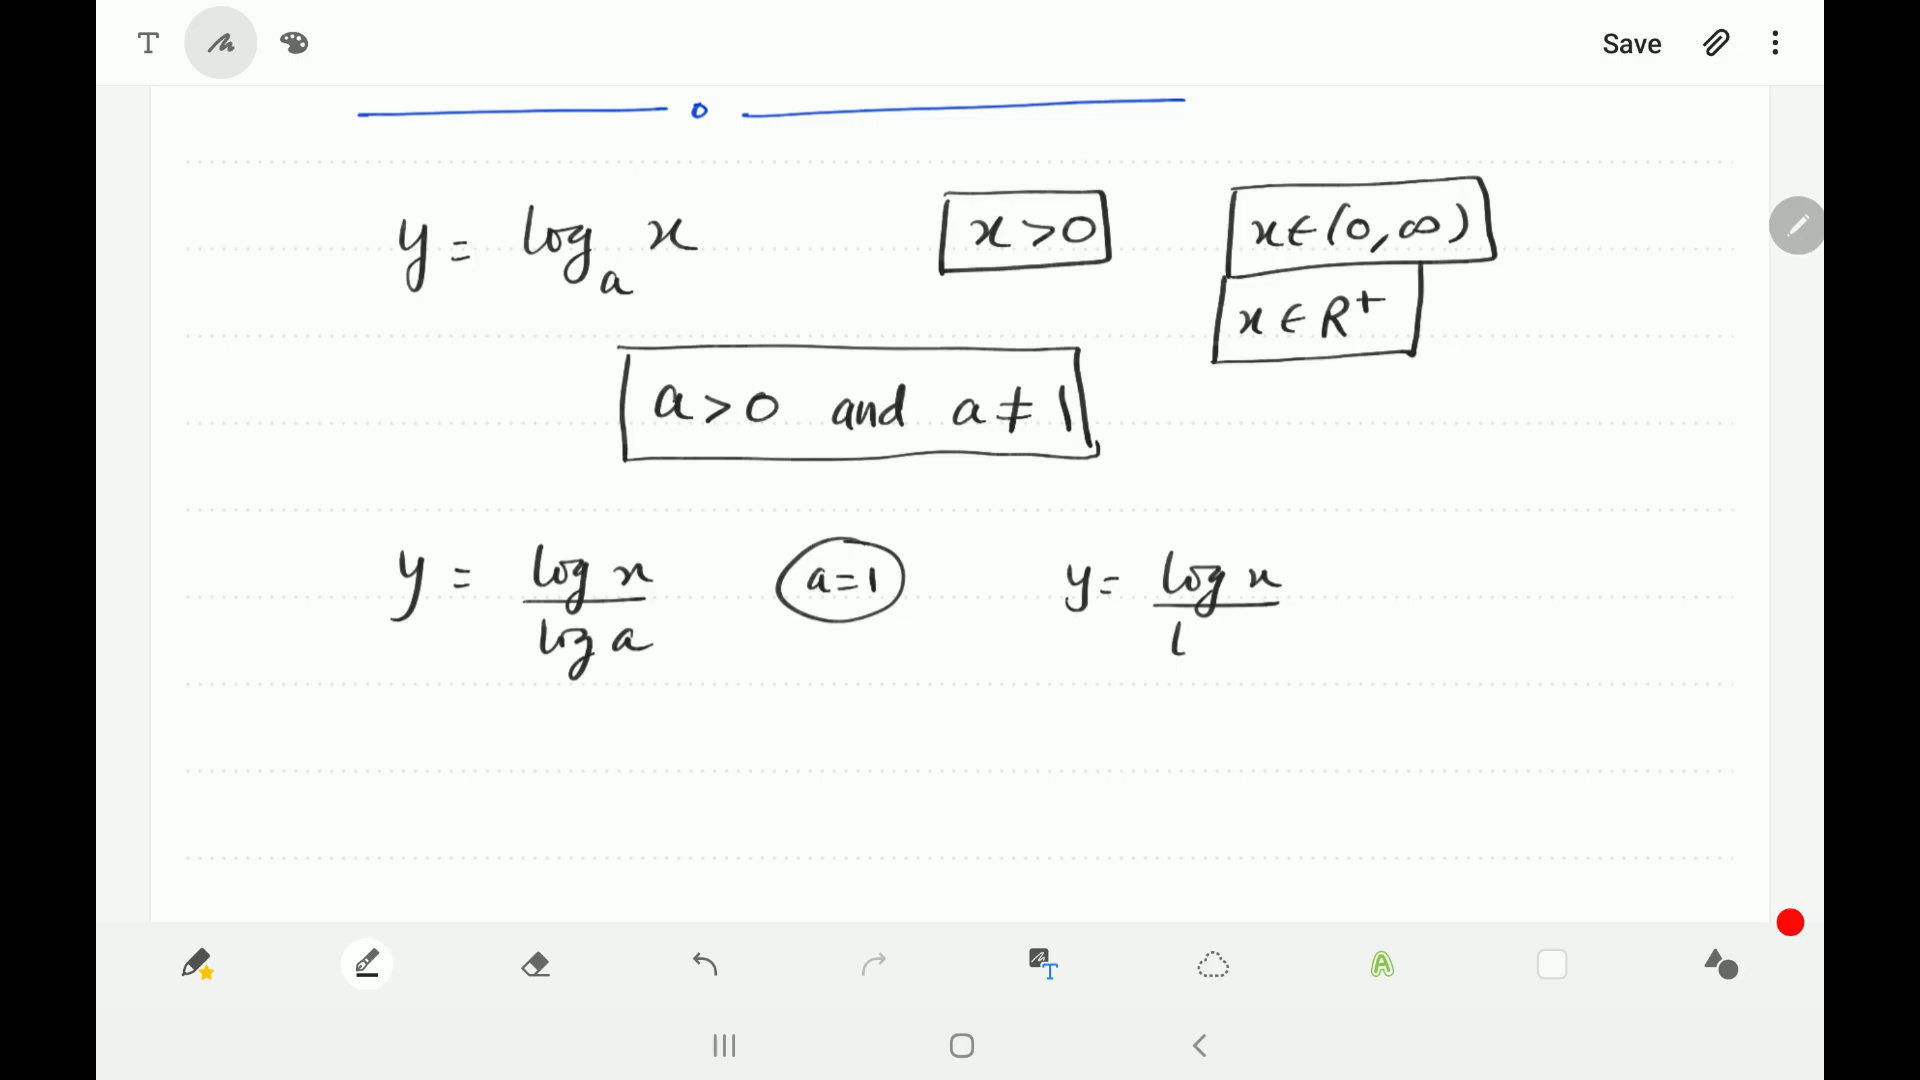 T Save
y = log_a x x>0 x∈(0,∞)
x∈R⁺
a>0 and a≠1
y = log x / log a a=1 y = log x / l
T A